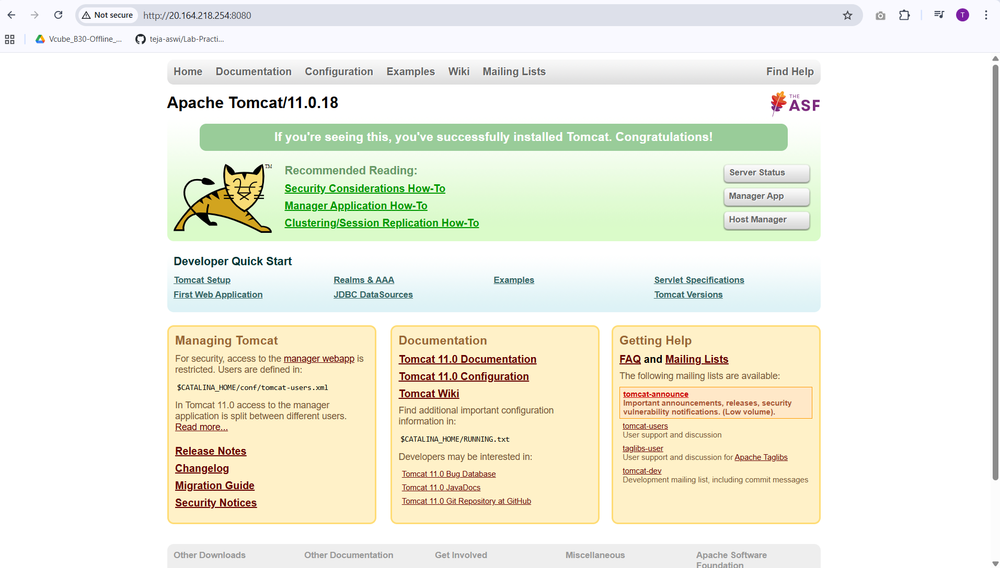 Not secure
http://20.164.218.254:8080
T
Vcube_B30-Offline_...
teja-aswi/Lab-Practi...
Home Documentation Configuration Examples Wiki Mailing Lists Find Help
Apache Tomcat/11.0.18
THE
ASF
If you're seeing this, you've successfully installed Tomcat. Congratulations!
TM
Recommended Reading:
Security Considerations How-To
Manager Application How-To
Clustering/Session Replication How-To
Server Status
Manager App
Host Manager
Developer Quick Start
Tomcat Setup
First Web Application
Realms & AAA
JDBC DataSources
Examples
Servlet Specifications
Tomcat Versions
Managing Tomcat
For security, access to the manager webapp is
restricted. Users are defined in:
$CATALINA_HOME/conf/tomcat-users.xml
In Tomcat 11.0 access to the manager
application is split between different users.
Read more...
Release Notes
Changelog
Migration Guide
Security Notices
Documentation
Tomcat 11.0 Documentation
Tomcat 11.0 Configuration
Tomcat Wiki
Find additional important configuration
information in:
$CATALINA_HOME/RUNNING.txt
Developers may be interested in:
Tomcat 11.0 Bug Database
Tomcat 11.0 JavaDocs
Tomcat 11.0 Git Repository at GitHub
Getting Help
FAQ and Mailing Lists
The following mailing lists are available:
tomcat-announce
Important announcements, releases, security
vulnerability notifications. (Low volume).
tomcat-users
User support and discussion
taglibs-user
User support and discussion for Apache Taglibs
tomcat-dev
Development mailing list, including commit messages
Other Downloads
Other Documentation
Get Involved
Miscellaneous
Apache Software
Foundation